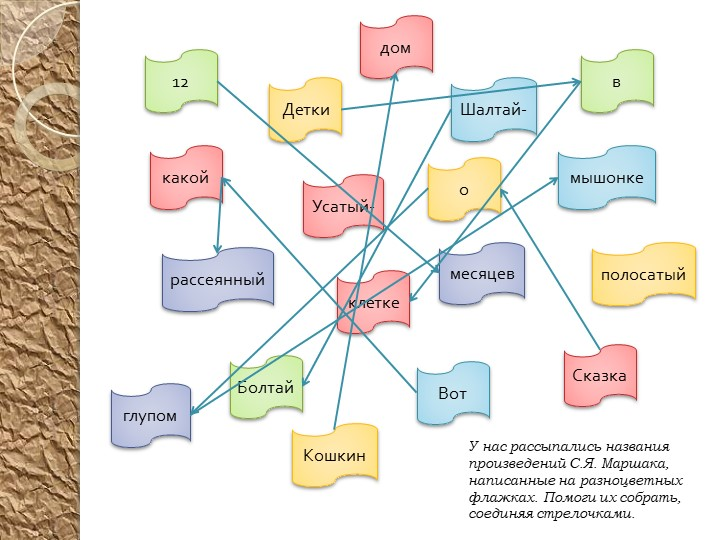 дом
12
в
Детки
Шалтай-
какой
мышонке
о
Усатый-
рассеянный
месяцев
полосатый
клетке
Сказка
Болтай
Вот
глупом
Кошкин
У нас рассыпались названия
произведений С.Я. Маршака,
написанные на разноцветных
флажках. Помоги их собрать,
соединяя стрелочками.